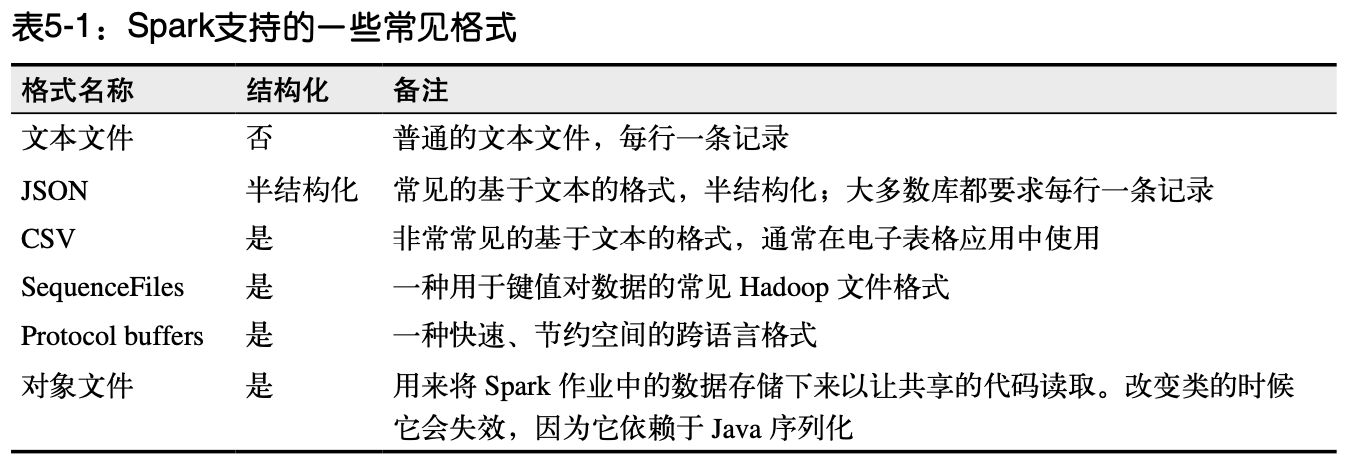 表5-1：Spark支持的一些常见格式
格式名称 结构化 备注
文本文件 否 普通的文本文件，每行一条记录
JSON 半结构化 常见的基于文本的格式，半结构化；大多数库都要求每行一条记录
CSV 是 非常常见的基于文本的格式，通常在电子表格应用中使用
SequenceFiles 是 一种用于键值对数据的常见 Hadoop 文件格式
Protocol buffers 是 一种快速、节约空间的跨语言格式
对象文件 是 用来将 Spark 作业中的数据存储下来以让共享的代码读取。改变类的时候
它会失效，因为它依赖于 Java 序列化